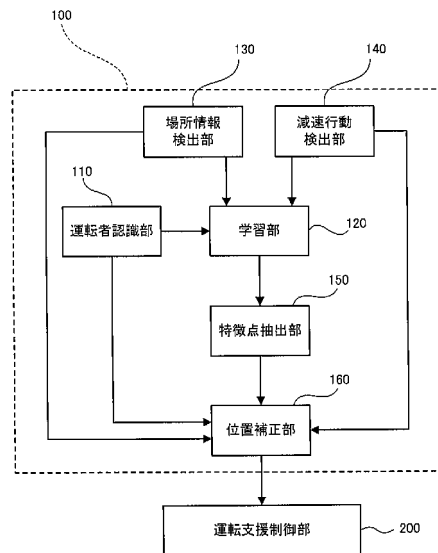 100
130
140
場所情報
検出部
減速行動
検出部
110
運転者認識部
学習部
120
150
特徴点抽出部
160
位置補正部
運転支援制御部
200